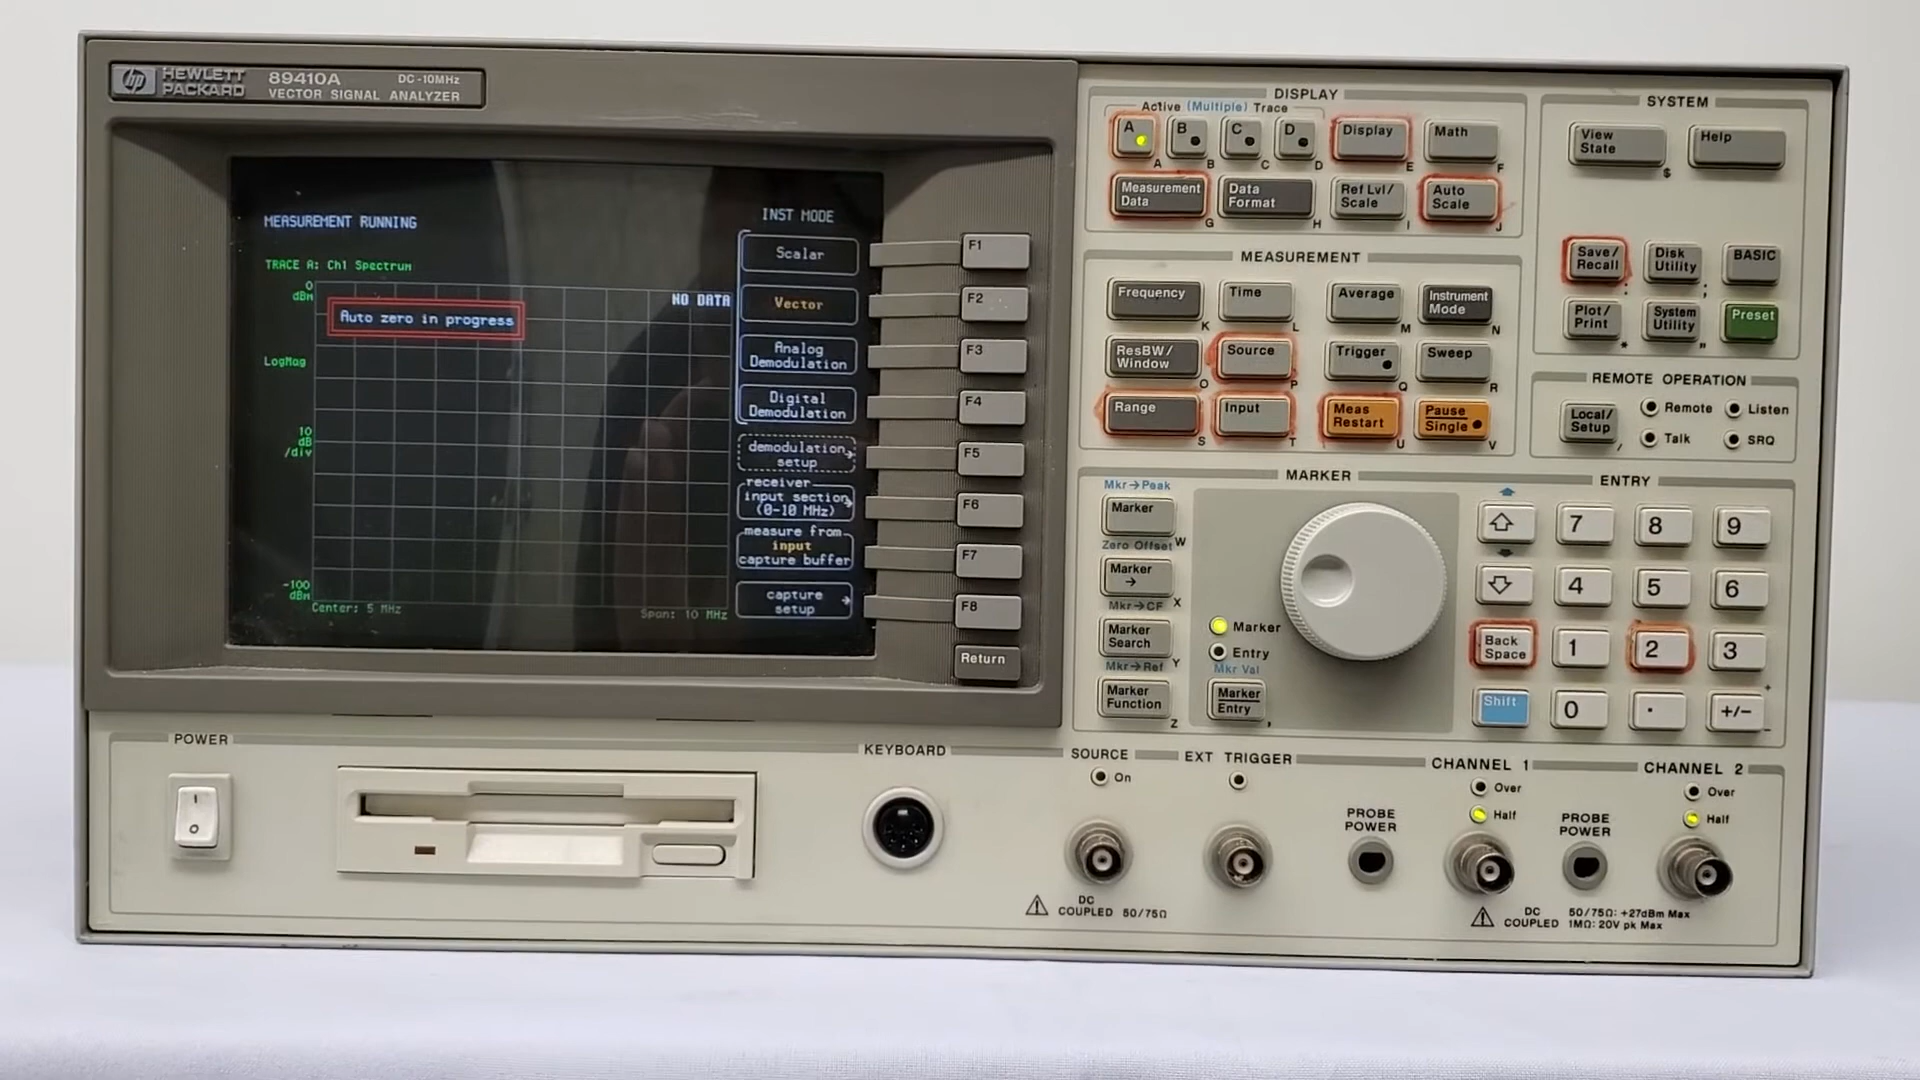 hp HEWLETT PACKARD
89410A DC-10MHz
VECTOR SIGNAL ANALYZER
MEASUREMENT RUNNING
TRACE A: Ch1 Spectrum
0
dBm
NO DATA
Auto zero in progress
LogMag
10
dB
/div
-100
dBm
Center: 5 MHz
Span: 10 MHz
INST MODE
Scalar
Vector
Analog
Demodulation
Digital
Demodulation
demodulation
setup
receiver
input section
(0-10 MHz)
measure from
input
capture buffer
capture
setup
F1
F2
F3
F4
F5
F6
F7
F8
Return
DISPLAY
Active (Multiple) Trace
A
A
B
B
C
C
D
D
Display
E
Math
F
Measurement
Data
G
Data
Format
H
Ref Lvl/
Scale
I
Auto
Scale
J
MEASUREMENT
Frequency
K
Time
L
Average
M
Instrument
Mode
N
ResBW/
Window
O
Source
P
Trigger
Q
Sweep
R
Range
S
Input
T
Meas
Restart
U
Pause
Single
V
SYSTEM
View
State
$
Help
Save/
Recall
:
Disk
Utility
;
BASIC
Plot/
Print
*
System
Utility
"
Preset
REMOTE OPERATION
Local/
Setup
/
Remote
Listen
Talk
SRQ
MARKER
Mkr→Peak
Marker
W
Zero Offset
Marker
→
X
Mkr→CF
Marker
Search
Y
Mkr→Ref
Marker
Function
Z
Marker
Entry
Mkr Val
Marker
Entry
,
ENTRY
7
8
9
4
5
6
Back
Space
1
2
3
+
Shift
0
.
+/-
-
POWER
I
O
KEYBOARD
SOURCE
On
DC
COUPLED 50/75Ω
EXT TRIGGER
PROBE
POWER
CHANNEL 1
Over
Half
PROBE
POWER
CHANNEL 2
Over
Half
DC
COUPLED
50/75Ω: +27dBm Max
1MΩ: 20V pk Max